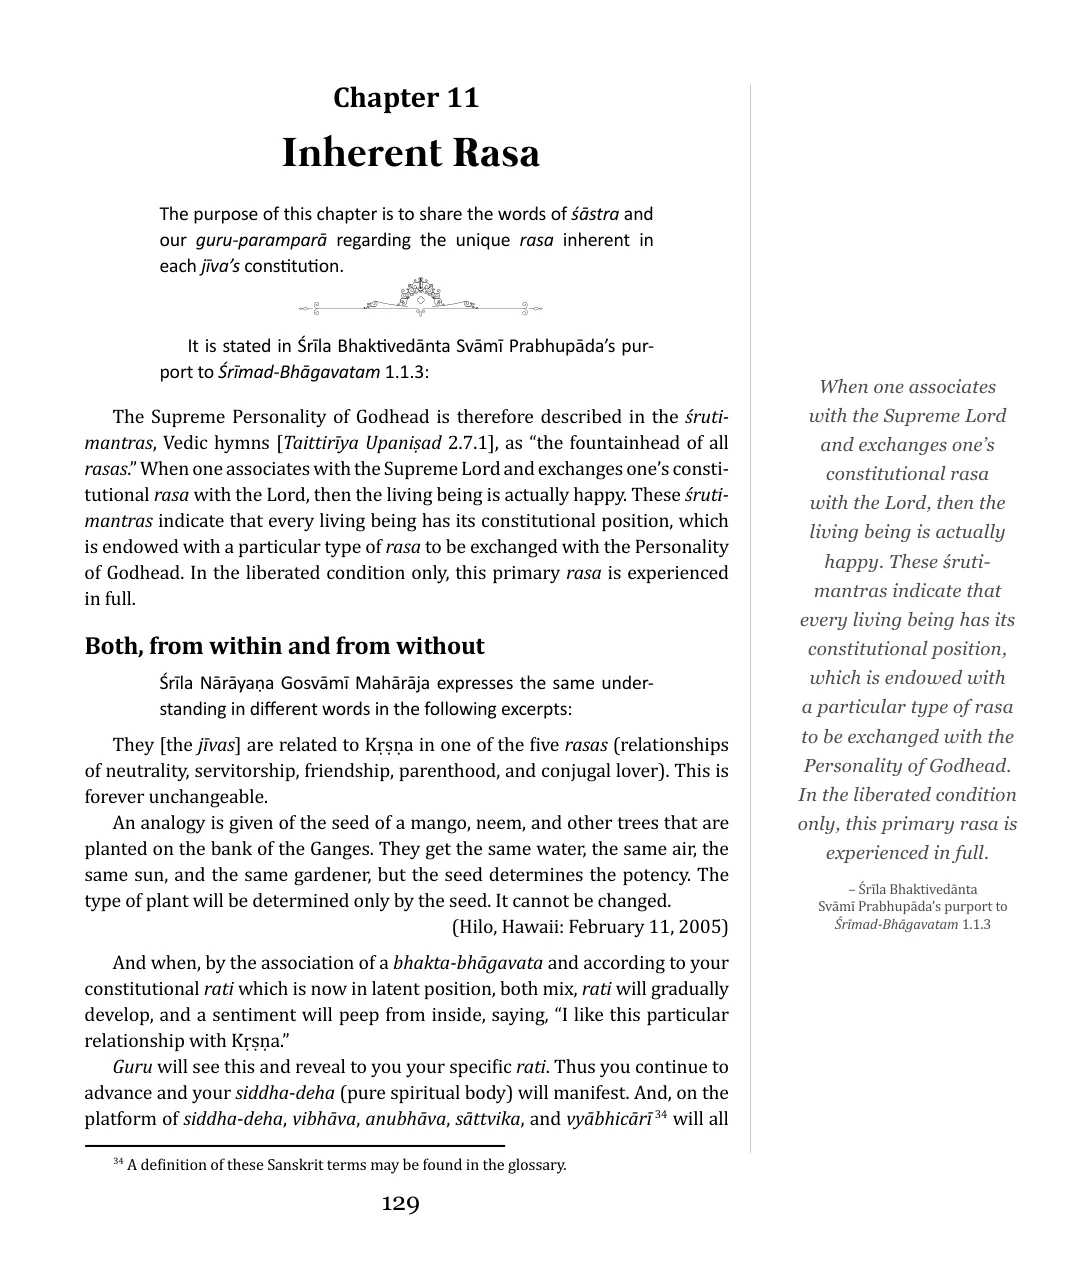 Chapter 11
Inherent Rasa
The purpose of this chapter is to share the words of śāstra and
our guru-paramparā regarding the unique rasa inherent in
each jīva’s constitution.
It is stated in Śrīla Bhaktivedānta Svāmī Prabhupāda’s pur-
port to Śrīmad-Bhāgavatam 1.1.3:
The Supreme Personality of Godhead is therefore described in the śruti-
mantras, Vedic hymns [Taittirīya Upaniṣad 2.7.1], as “the fountainhead of all
rasas.” When one associates with the Supreme Lord and exchanges one’s consti-
tutional rasa with the Lord, then the living being is actually happy. These śruti-
mantras indicate that every living being has its constitutional position, which
is endowed with a particular type of rasa to be exchanged with the Personality
of Godhead. In the liberated condition only, this primary rasa is experienced
in full.
Both, from within and from without
Śrīla Nārāyaṇa Gosvāmī Mahārāja expresses the same under-
standing in different words in the following excerpts:
They [the jīvas] are related to Kṛṣṇa in one of the five rasas (relationships
of neutrality, servitorship, friendship, parenthood, and conjugal lover). This is
forever unchangeable.
An analogy is given of the seed of a mango, neem, and other trees that are
planted on the bank of the Ganges. They get the same water, the same air, the
same sun, and the same gardener, but the seed determines the potency. The
type of plant will be determined only by the seed. It cannot be changed.
(Hilo, Hawaii: February 11, 2005)
And when, by the association of a bhakta-bhāgavata and according to your
constitutional rati which is now in latent position, both mix, rati will gradually
develop, and a sentiment will peep from inside, saying, “I like this particular
relationship with Kṛṣṇa.”
Guru will see this and reveal to you your specific rati. Thus you continue to
advance and your siddha-deha (pure spiritual body) will manifest. And, on the
platform of siddha-deha, vibhāva, anubhāva, sāttvika, and vyābhicārī 34 will all
34 A definition of these Sanskrit terms may be found in the glossary.
129
When one associates
with the Supreme Lord
and exchanges one’s
constitutional rasa
with the Lord, then the
living being is actually
happy. These śruti-
mantras indicate that
every living being has its
constitutional position,
which is endowed with
a particular type of rasa
to be exchanged with the
Personality of Godhead.
In the liberated condition
only, this primary rasa is
experienced in full.
– Śrīla Bhaktivedānta
Svāmī Prabhupāda’s purport to
Śrīmad-Bhāgavatam 1.1.3